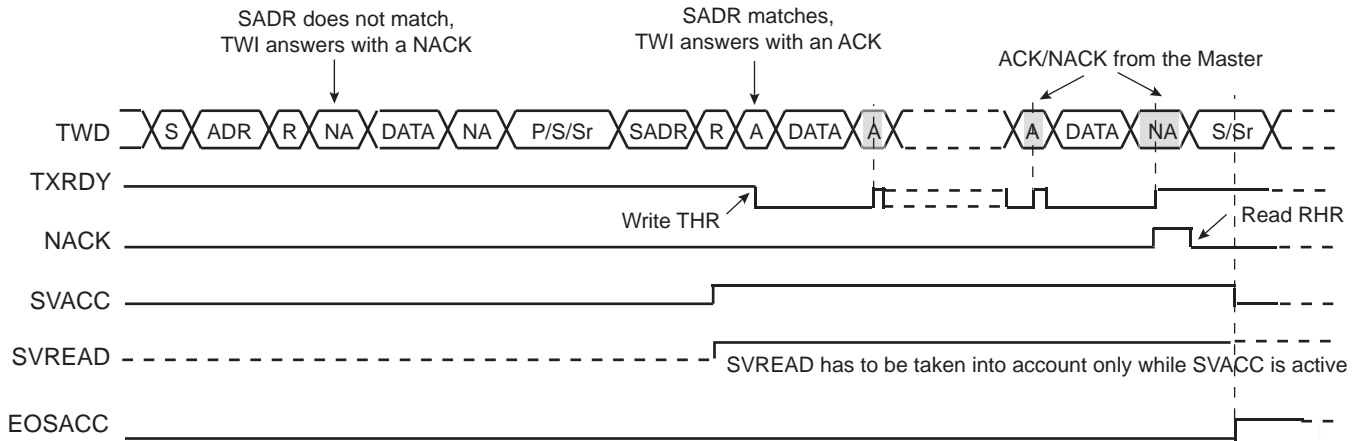 SADR does not match,
TWI answers with a NACK
SADR matches,
TWI answers with an ACK
ACK/NACK from the Master
TWD S ADR R NA DATA NA P/S/Sr SADR R A DATA A A DATA NA S/Sr
TXRDY
Write THR
Read RHR
NACK
SVACC
SVREAD
SVREAD has to be taken into account only while SVACC is active
EOSACC